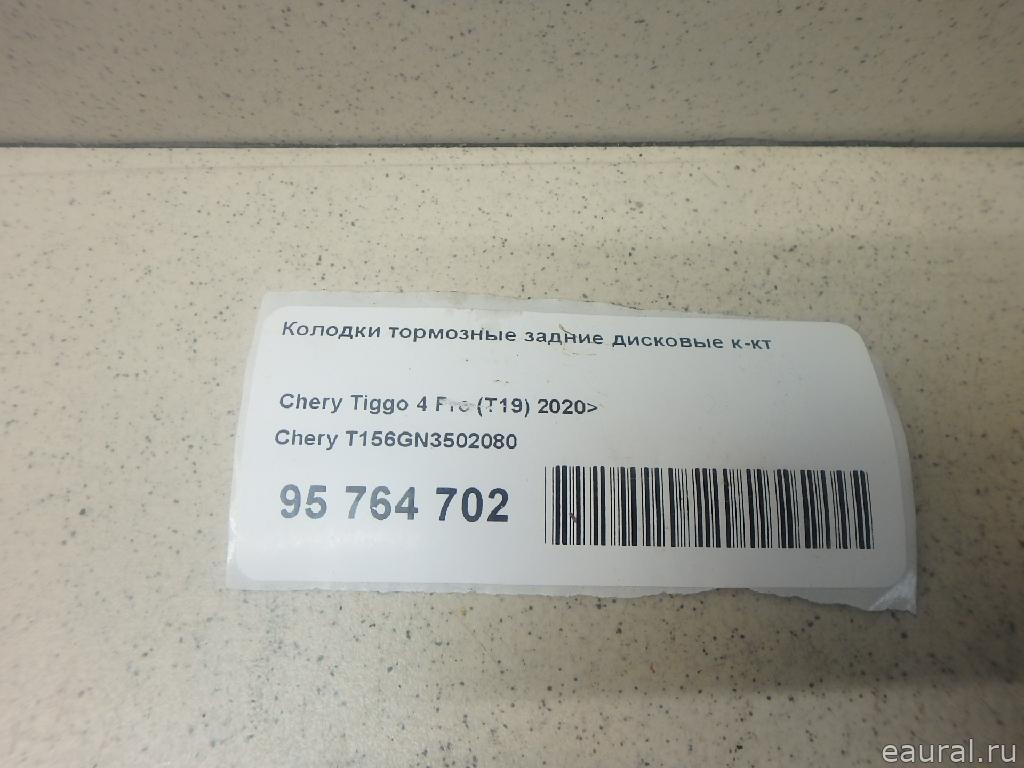 Колодки тормозные задние дисковые к-кт
Chery Tiggo 4 Pro (T19) 2020>
Chery T156GN3502080
95 764 702
eaural.ru